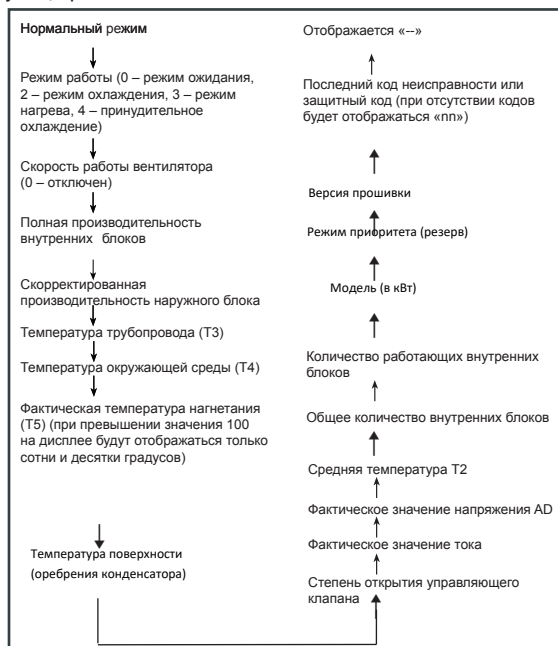 Нормальный режим
Режим работы (0 – режим ожидания,
2 – режим охлаждения, 3 – режим
нагрева, 4 – принудительное
охлаждение)
Скорость работы вентилятора
(0 – отключен)
Полная производительность
внутренних блоков
Скорректированная
производительность наружного блока
Температура трубопровода (Т3)
Температура окружающей среды (Т4)
Фактическая температура нагнетания
(Т5) (при превышении значения 100
на дисплее будут отображаться только
сотни и десятки градусов)
Температура поверхности
(оребрения конденсатора)
Степень открытия управляющего
клапана
Фактическое значение тока
Фактическое значение напряжения AD
Средняя температура Т2
Общее количество внутренних блоков
Количество работающих внутренних
блоков
Модель (в кВт)
Режим приоритета (резерв)
Версия прошивки
Последний код неисправности или
защитный код (при отсутствии кодов
будет отображаться «nn»)
Отображается «--»